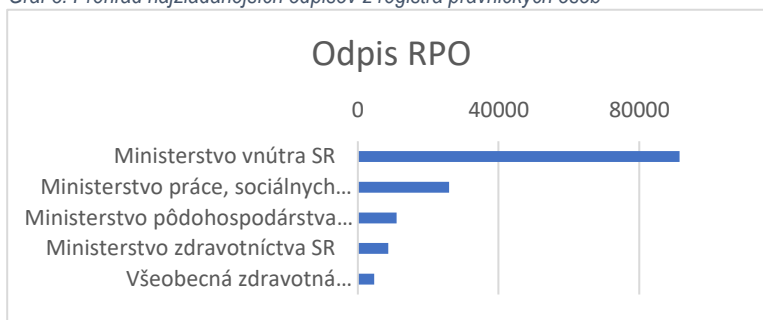 Odpis RPO
0 40000 80000
Ministerstvo vnútra SR
Ministerstvo práce, sociálnych...
Ministerstvo pôdohospodárstva...
Ministerstvo zdravotníctva SR
Všeobecná zdravotná...